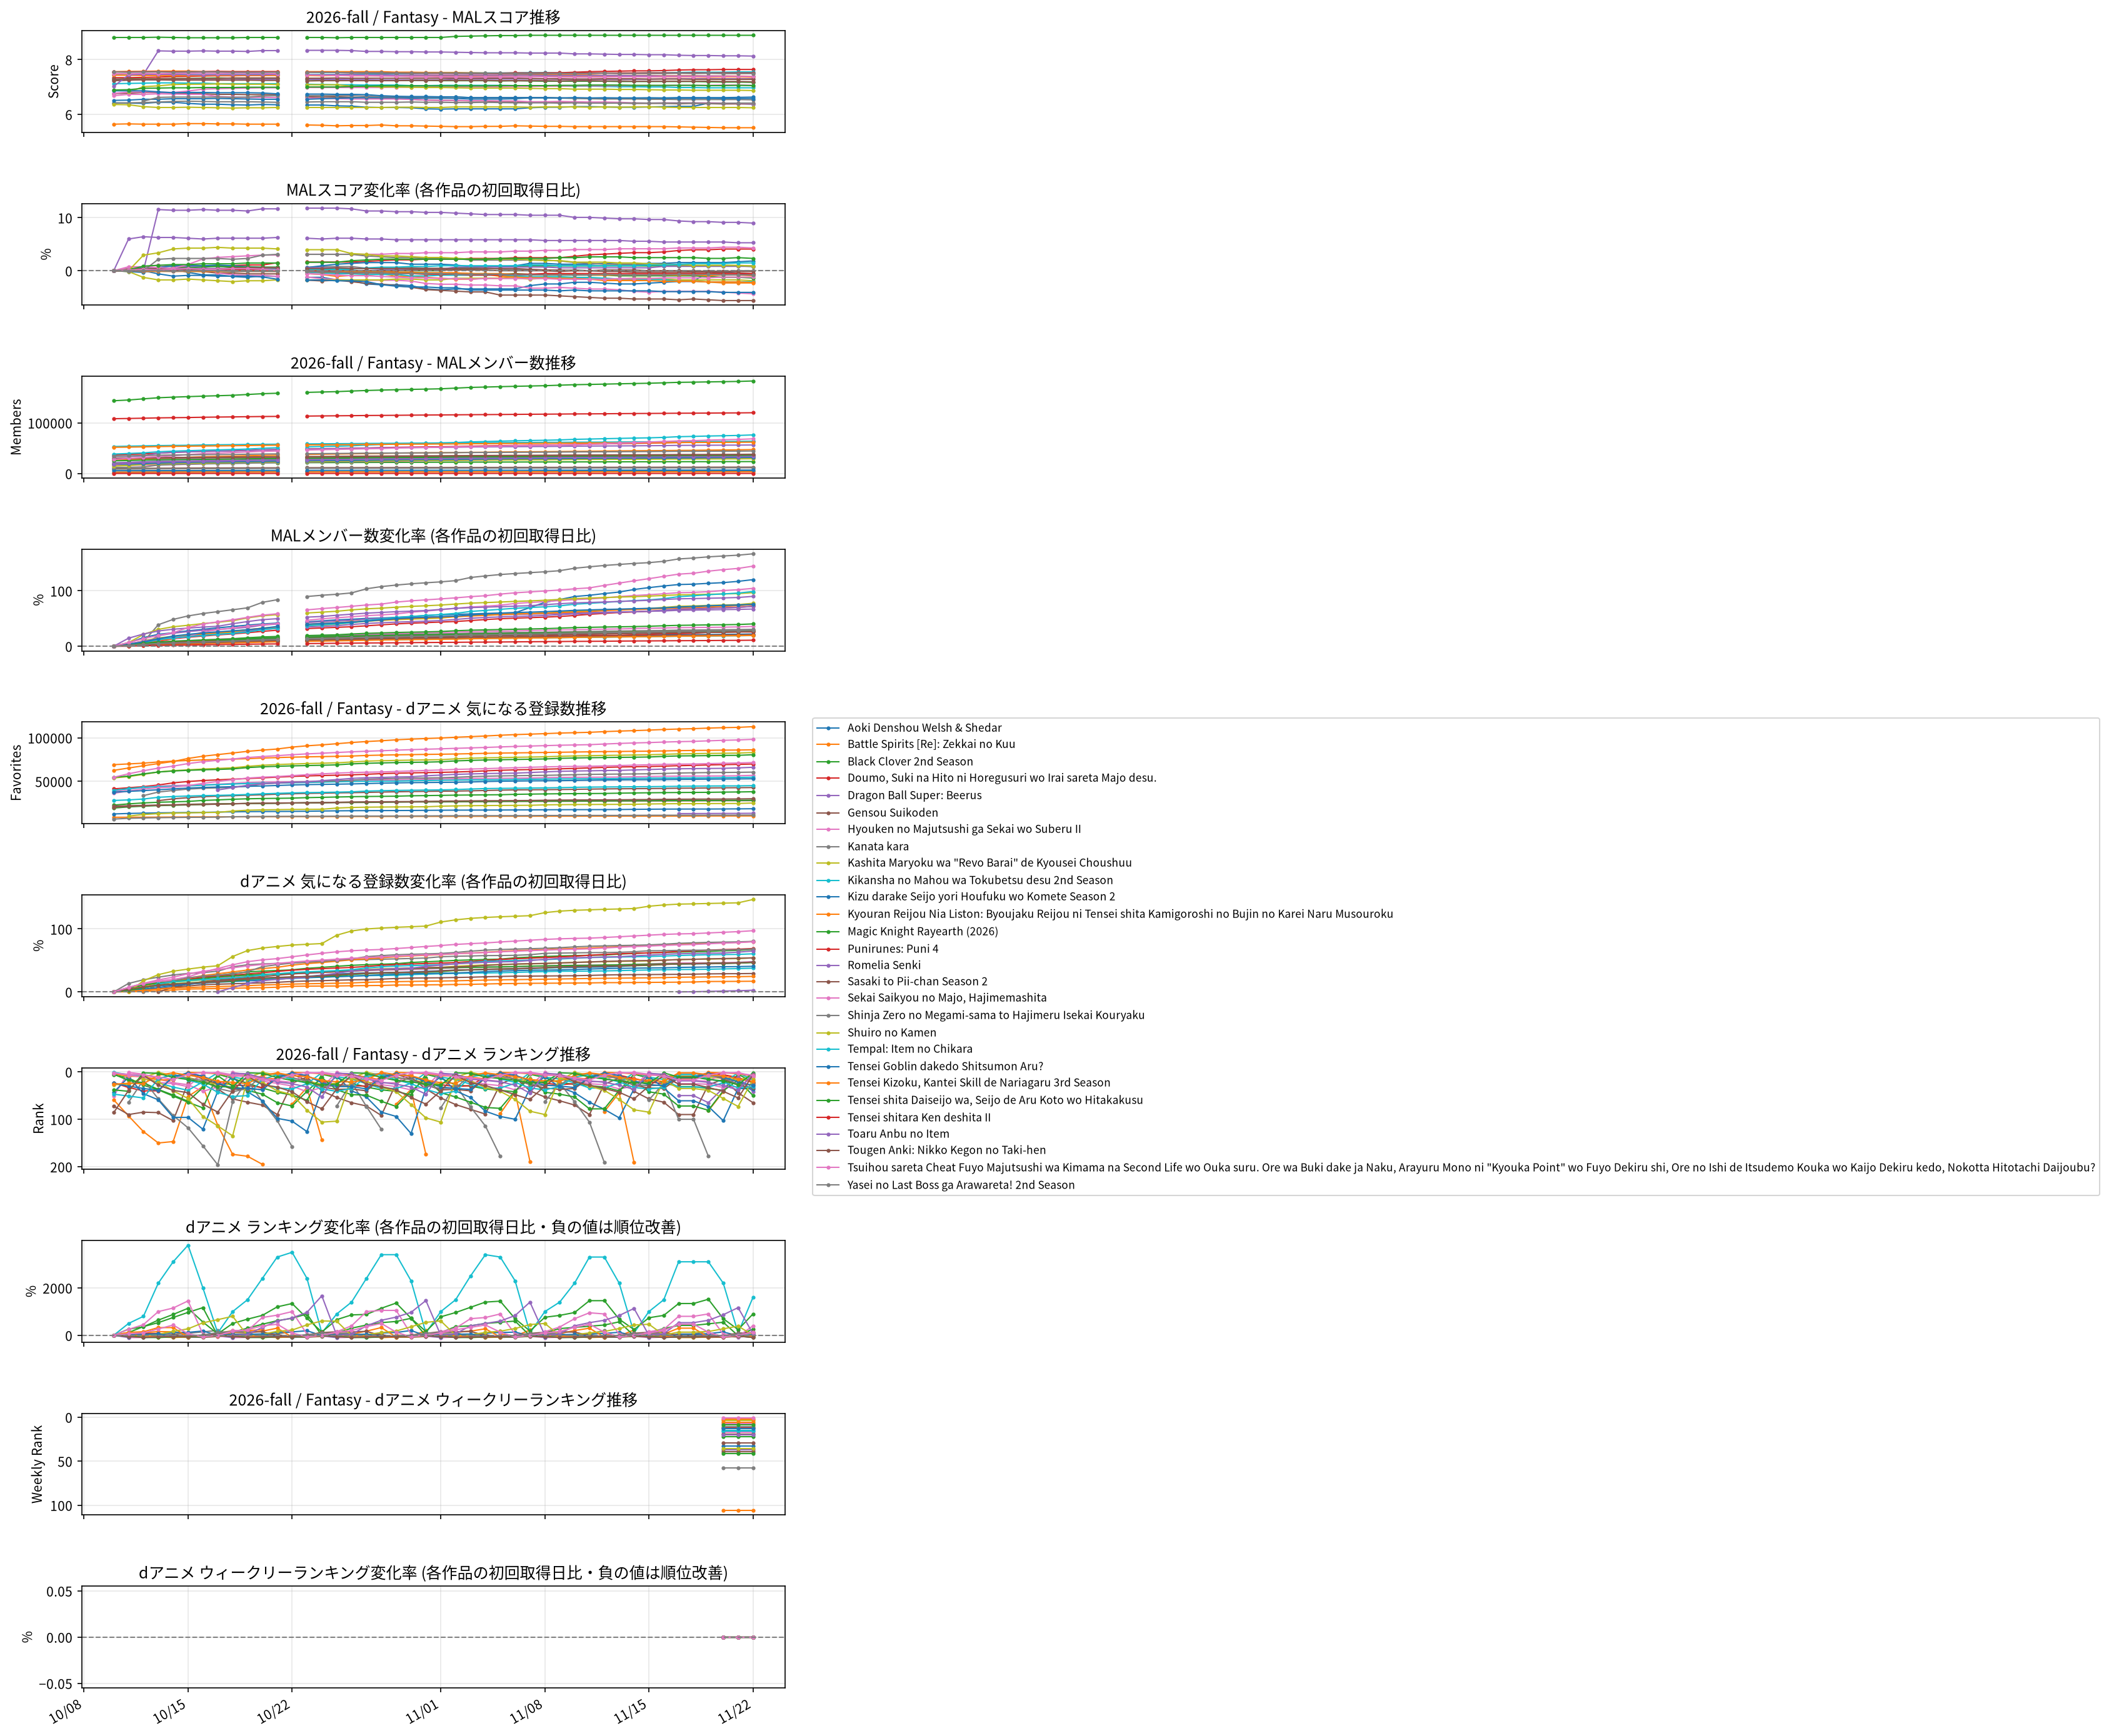 2026-fall / Fantasy - MALスコア推移
8
6
Score
MALスコア変化率 (各作品の初回取得日比)
10
0
%
2026-fall / Fantasy - MALメンバー数推移
100000
0
Members
MALメンバー数変化率 (各作品の初回取得日比)
100
0
%
2026-fall / Fantasy - dアニメ 気になる登録数推移
100000
50000
Favorites
dアニメ 気になる登録数変化率 (各作品の初回取得日比)
100
0
%
2026-fall / Fantasy - dアニメ ランキング推移
0
100
200
Rank
dアニメ ランキング変化率 (各作品の初回取得日比・負の値は順位改善)
2000
0
%
2026-fall / Fantasy - dアニメ ウィークリーランキング推移
0
50
100
Weekly Rank
dアニメ ウィークリーランキング変化率 (各作品の初回取得日比・負の値は順位改善)
0.05
0.00
−0.05
%
10/08
10/15
10/22
11/01
11/08
11/15
11/22
Aoki Denshou Welsh & Shedar
Battle Spirits [Re]: Zekkai no Kuu
Black Clover 2nd Season
Doumo, Suki na Hito ni Horegusuri wo Irai sareta Majo desu.
Dragon Ball Super: Beerus
Gensou Suikoden
Hyouken no Majutsushi ga Sekai wo Suberu II
Kanata kara
Kashita Maryoku wa "Revo Barai" de Kyousei Choushuu
Kikansha no Mahou wa Tokubetsu desu 2nd Season
Kizu darake Seijo yori Houfuku wo Komete Season 2
Kyouran Reijou Nia Liston: Byoujaku Reijou ni Tensei shita Kamigoroshi no Bujin no Karei Naru Musouroku
Magic Knight Rayearth (2026)
Punirunes: Puni 4
Romelia Senki
Sasaki to Pii-chan Season 2
Sekai Saikyou no Majo, Hajimemashita
Shinja Zero no Megami-sama to Hajimeru Isekai Kouryaku
Shuiro no Kamen
Tempal: Item no Chikara
Tensei Goblin dakedo Shitsumon Aru?
Tensei Kizoku, Kantei Skill de Nariagaru 3rd Season
Tensei shita Daiseijo wa, Seijo de Aru Koto wo Hitakakusu
Tensei shitara Ken deshita II
Toaru Anbu no Item
Tougen Anki: Nikko Kegon no Taki-hen
Tsuihou sareta Cheat Fuyo Majutsushi wa Kimama na Second Life wo Ouka suru. Ore wa Buki dake ja Naku, Arayuru Mono ni "Kyouka Point" wo Fuyo Dekiru shi, Ore no Ishi de Itsudemo Kouka wo Kaijo Dekiru kedo, Nokotta Hitotachi Daijoubu?
Yasei no Last Boss ga Arawareta! 2nd Season